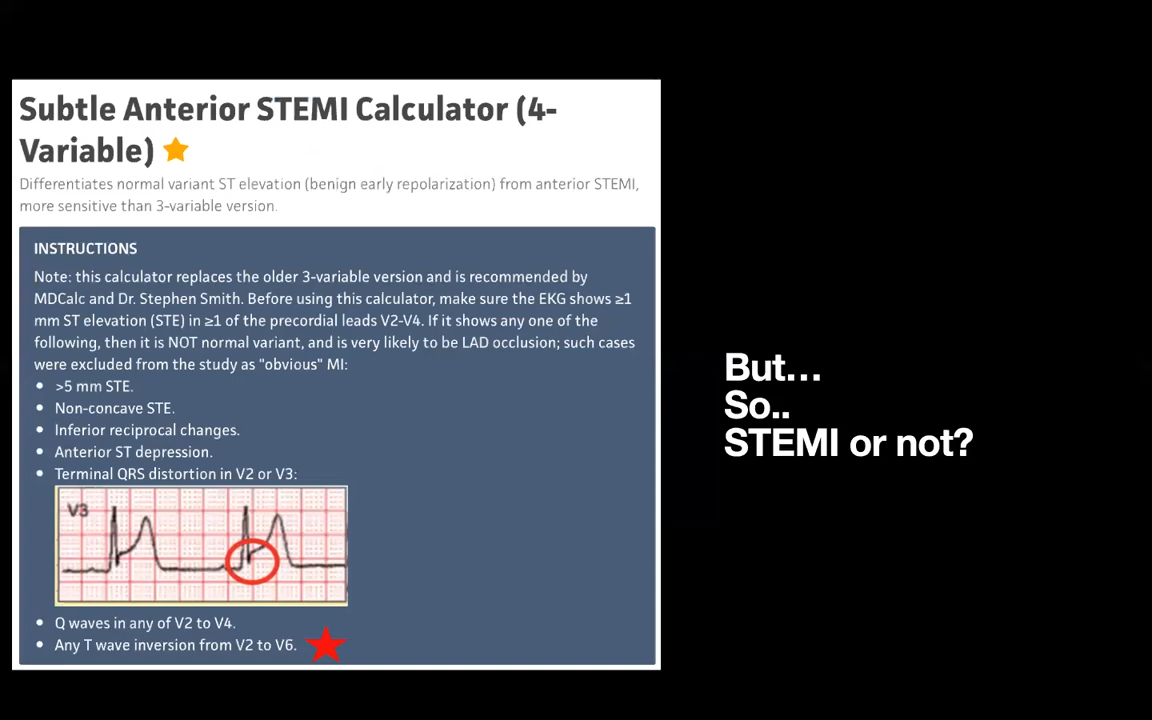 Subtle Anterior STEMI Calculator (4-
Variable)
Differentiates normal variant ST elevation (benign early repolarization) from anterior STEMI,
more sensitive than 3-variable version.
INSTRUCTIONS
Note: this calculator replaces the older 3-variable version and is recommended by
MDCalc and Dr. Stephen Smith. Before using this calculator, make sure the EKG shows ≥1
mm ST elevation (STE) in ≥1 of the precordial leads V2-V4. If it shows any one of the
following, then it is NOT normal variant, and is very likely to be LAD occlusion; such cases
were excluded from the study as "obvious" MI:
• >5 mm STE.
• Non-concave STE.
• Inferior reciprocal changes.
• Anterior ST depression.
• Terminal QRS distortion in V2 or V3:
V3
• Q waves in any of V2 to V4.
• Any T wave inversion from V2 to V6.
But...
So..
STEMI or not?